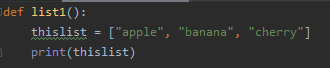 def list1():
    thislist = ["apple", "banana", "cherry"]
    print(thislist)